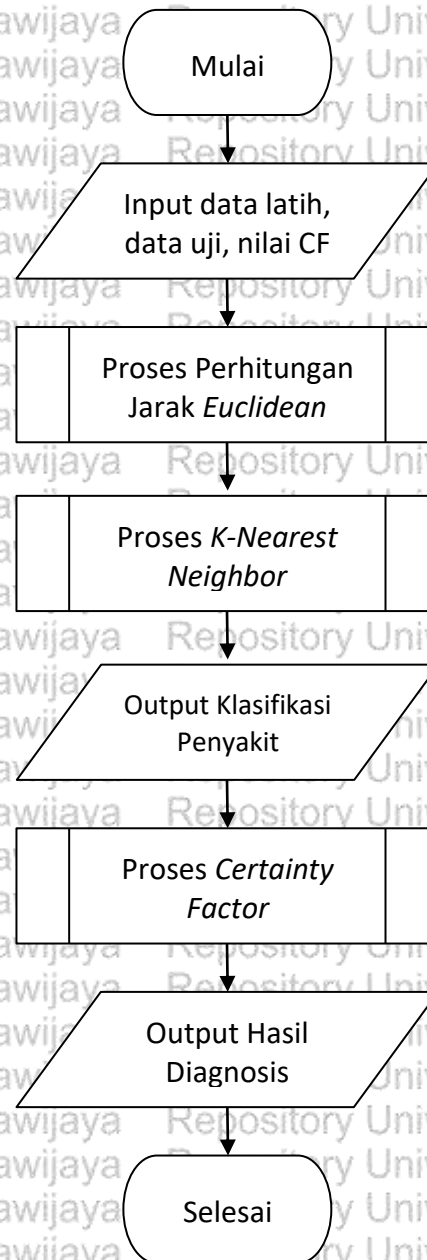 Mulai
Input data latih,
data uji, nilai CF
Proses Perhitungan
Jarak Euclidean
Proses K-Nearest
Neighbor
Output Klasifikasi
Penyakit
Proses Certainty
Factor
Output Hasil
Diagnosis
Selesai